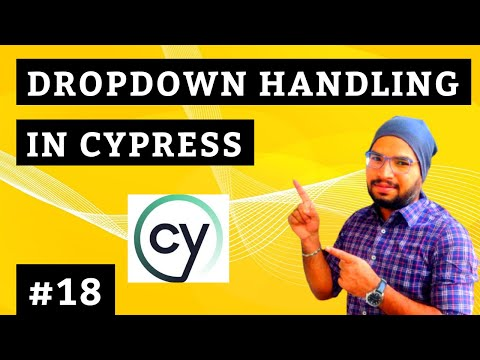 DROPDOWN HANDLING
IN CYPRESS
cy
#18